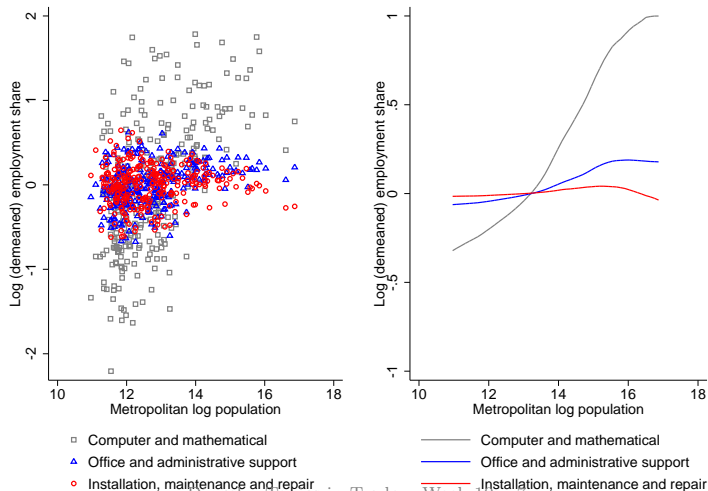 Log (demeaned) employment share
2
1
0
-1
-2
10 12 14 16 18
Metropolitan log population
Computer and mathematical
Office and administrative support
Installation, maintenance and repair
Log (demeaned) employment share
1
.5
0
-.5
-1
10 12 14 16 18
Metropolitan log population
Computer and mathematical
Office and administrative support
Installation, maintenance and repair